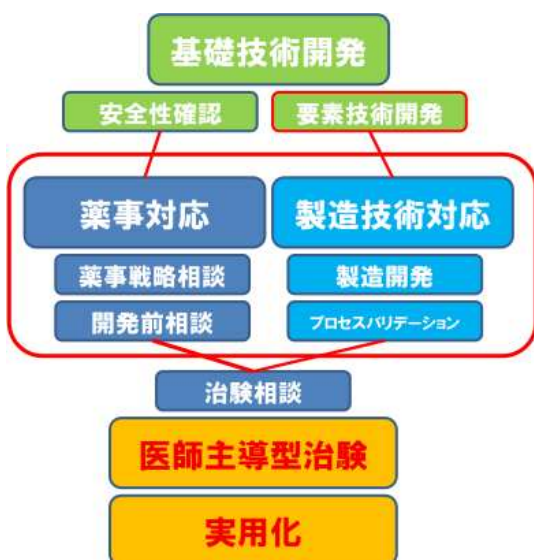 基礎技術開発
安全性確認
要素技術開発
薬事対応
製造技術対応
薬事戦略相談
製造開発
開発前相談
プロセスバリデーション
治験相談
医師主導型治験
実用化